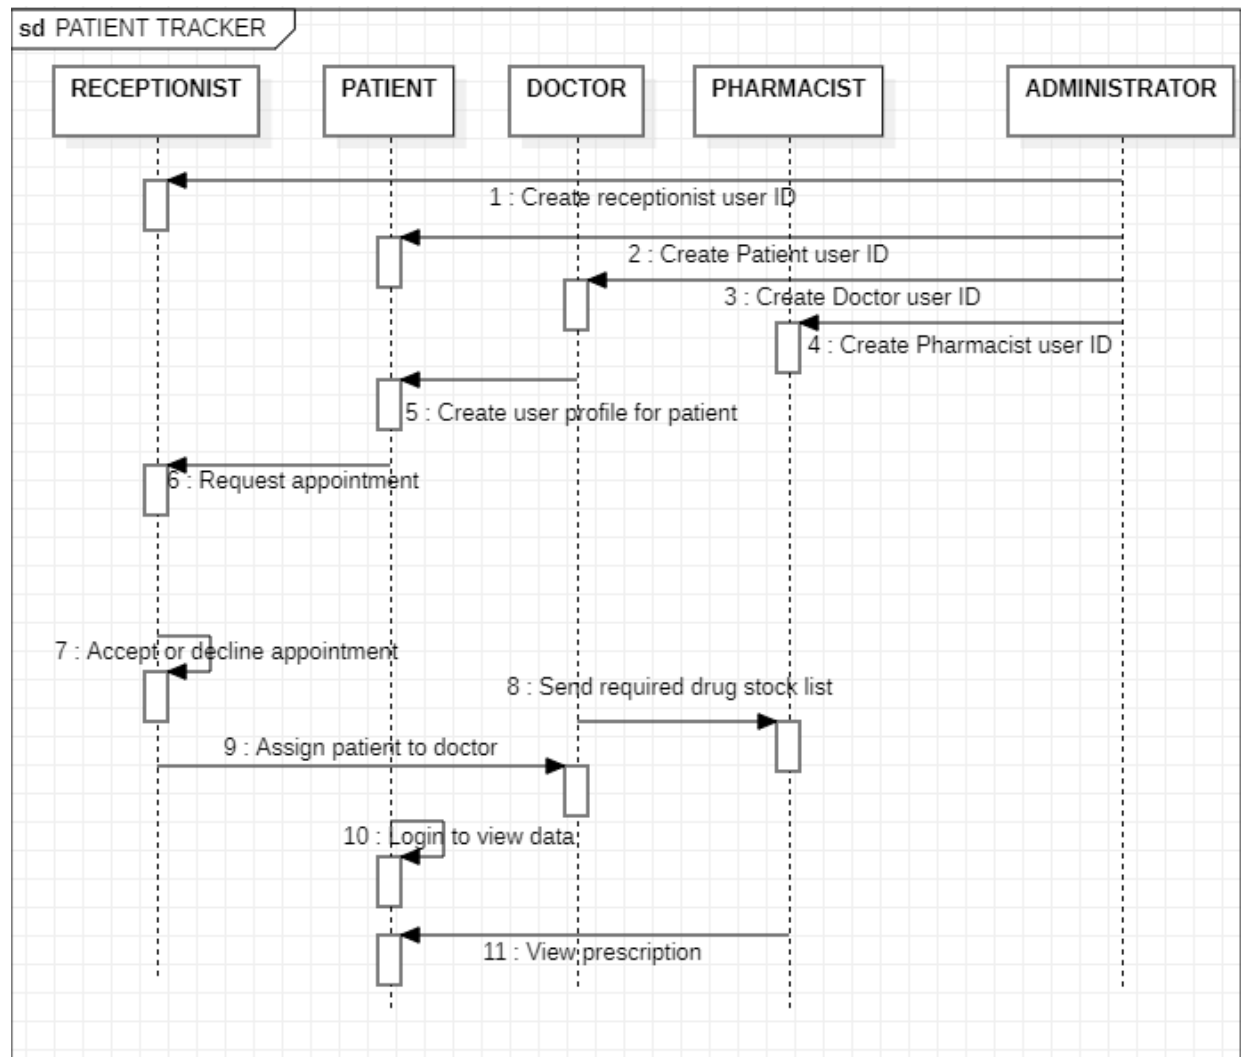 sd PATIENT TRACKER
RECEPTIONIST
PATIENT
DOCTOR
PHARMACIST
ADMINISTRATOR
1 : Create receptionist user ID
2 : Create Patient user ID
3 : Create Doctor user ID
4 : Create Pharmacist user ID
5 : Create user profile for patient
6 : Request appointment
7 : Accept or decline appointment
8 : Send required drug stock list
9 : Assign patient to doctor
10 : Login to view data
11 : View prescription